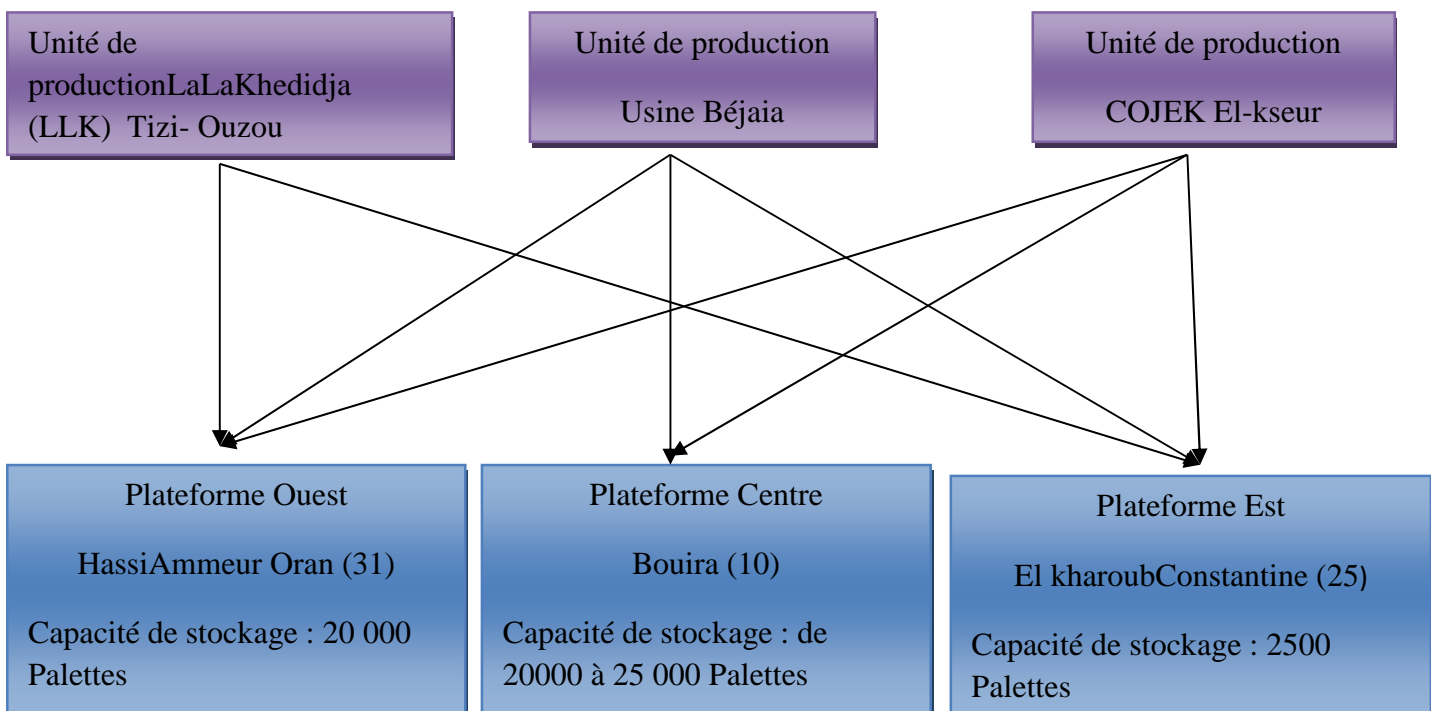 Unité de
productionLaLaKhedidja
(LLK) Tizi- Ouzou
Unité de production
Usine Béjaia
Unité de production
COJEK El-kseur
Plateforme Ouest
HassiAmmeur Oran (31)
Capacité de stockage : 20 000
Palettes
Plateforme Centre
Bouira (10)
Capacité de stockage : de
20000 à 25 000 Palettes
Plateforme Est
El kharoubConstantine (25)
Capacité de stockage : 2500
Palettes